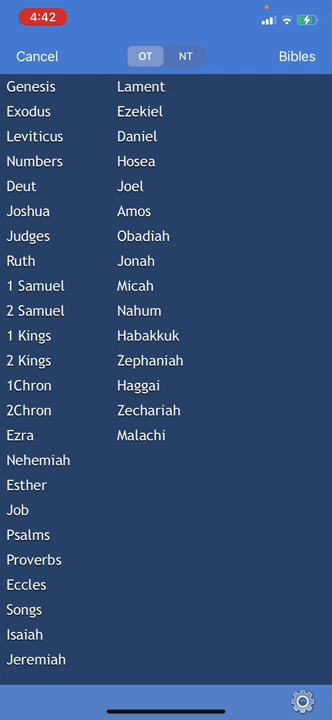 4:42
Cancel
OT
NT
Bibles
Genesis
Exodus
Leviticus
Numbers
Deut
Joshua
Judges
Ruth
1 Samuel
2 Samuel
1 Kings
2 Kings
1Chron
2Chron
Ezra
Nehemiah
Esther
Job
Psalms
Proverbs
Eccles
Songs
Isaiah
Jeremiah
Lament
Ezekiel
Daniel
Hosea
Joel
Amos
Obadiah
Jonah
Micah
Nahum
Habakkuk
Zephaniah
Haggai
Zechariah
Malachi